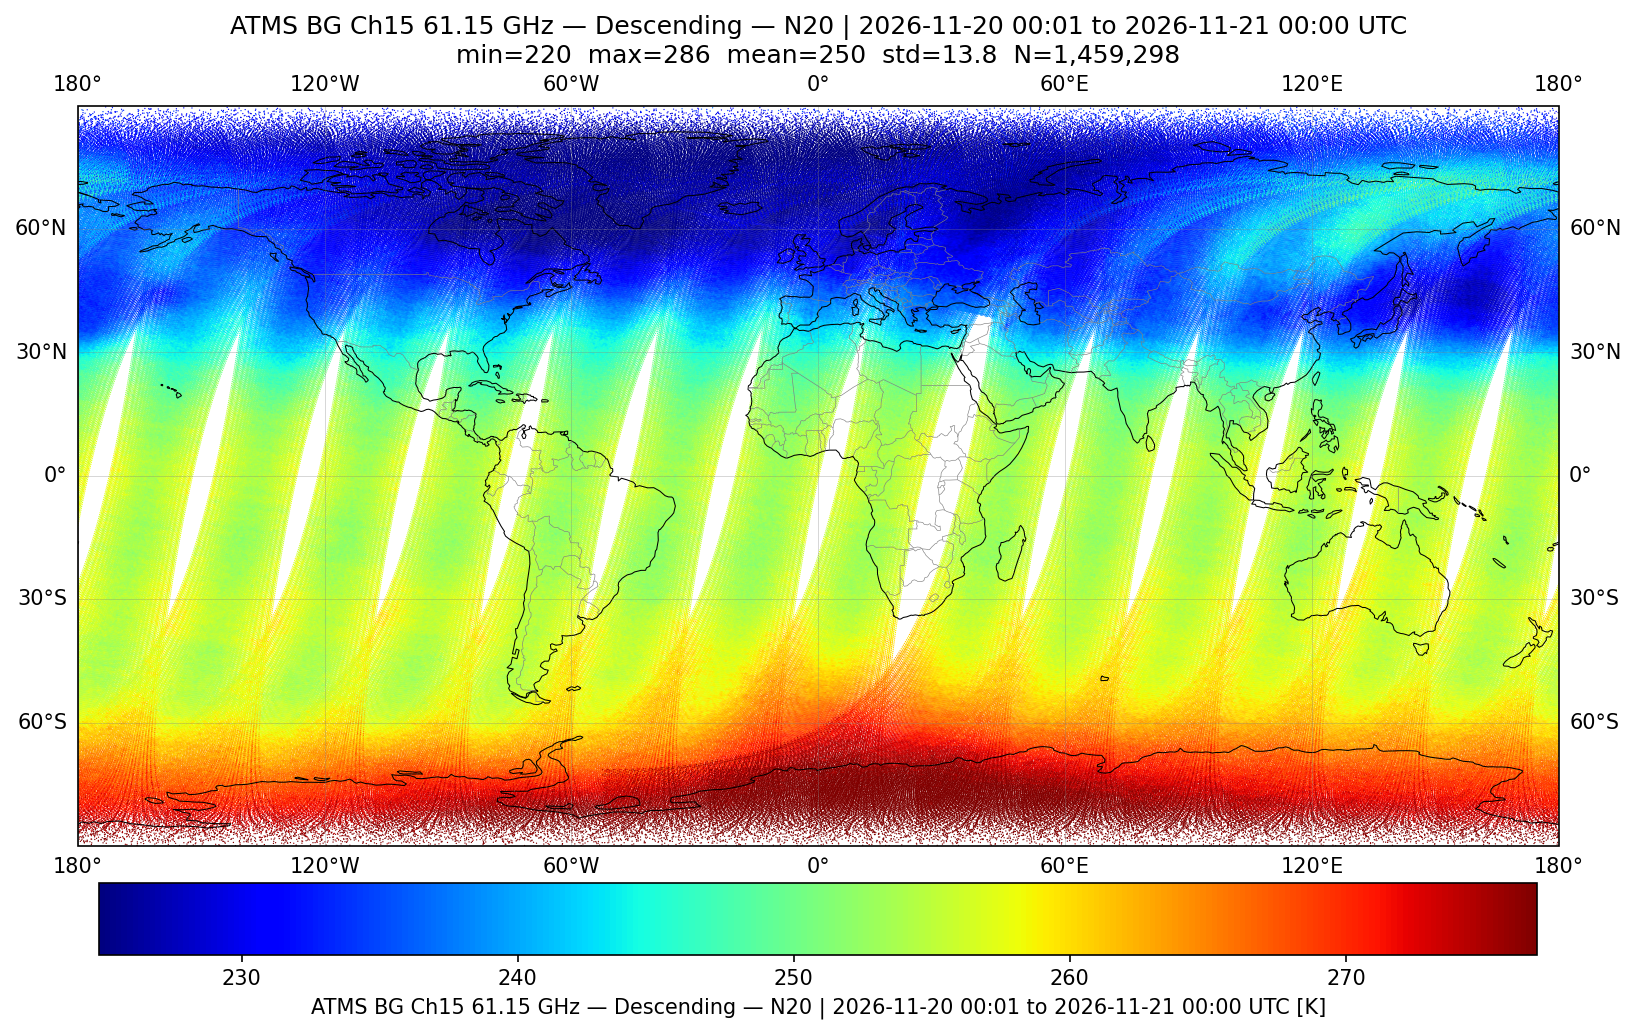 ATMS BG Ch15 61.15 GHz — Descending — N20 | 2026-11-20 00:01 to 2026-11-21 00:00 UTC
min=220  max=286  mean=250  std=13.8  N=1,459,298
180° 120°W 60°W 0° 60°E 120°E 180°
60°N 60°N
30°N 30°N
0° 0°
30°S 30°S
60°S 60°S
180° 120°W 60°W 0° 60°E 120°E 180°
230 240 250 260 270
ATMS BG Ch15 61.15 GHz — Descending — N20 | 2026-11-20 00:01 to 2026-11-21 00:00 UTC [K]